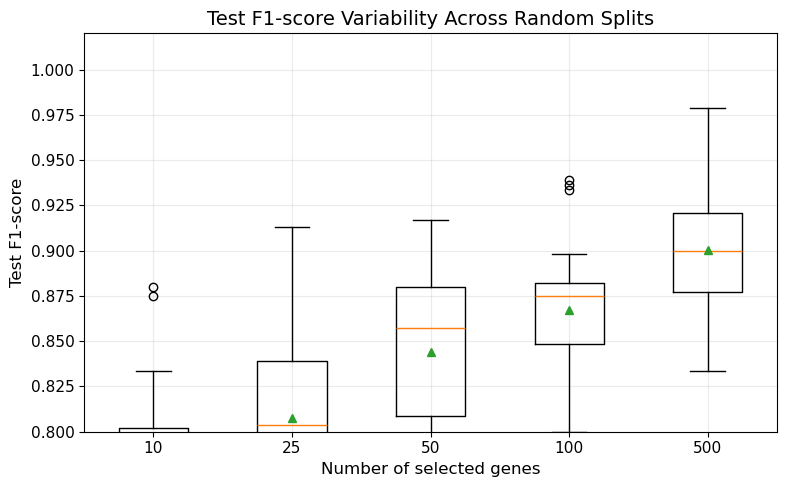 Test F1-score Variability Across Random Splits
1.000
0.975
0.950
0.925
0.900
0.875
0.850
0.825
0.800
Test F1-score
10 25 50 100 500
Number of selected genes